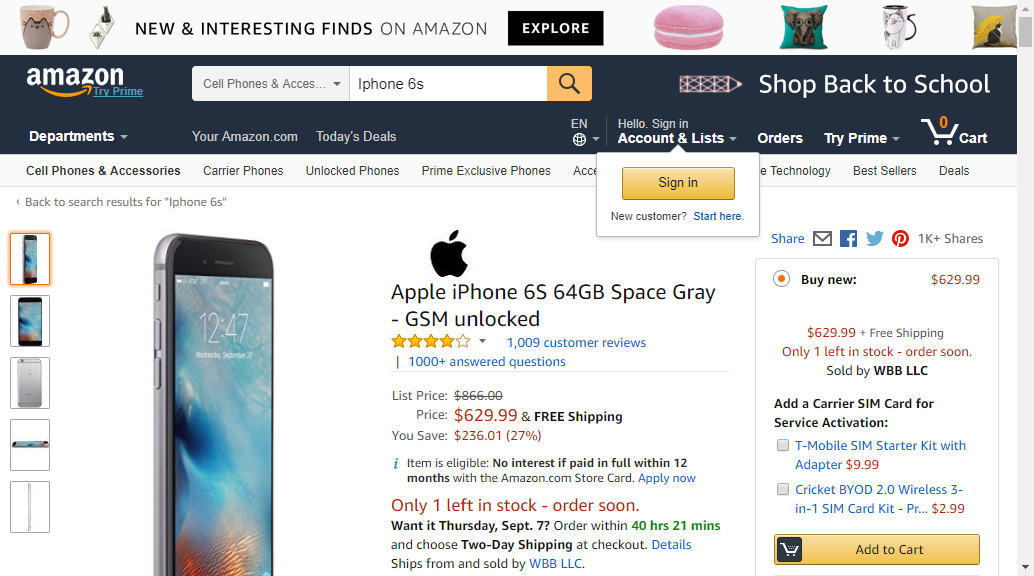 NEW & INTERESTING FINDS ON AMAZON
EXPLORE
amazon
Try Prime
Cell Phones & Acces...
Iphone 6s
Shop Back to School
Departments
Your Amazon.com
Today's Deals
EN
Hello. Sign in
Account & Lists
Orders
Try Prime
0
Cart
Cell Phones & Accessories
Carrier Phones
Unlocked Phones
Prime Exclusive Phones
Acce
e Technology
Best Sellers
Deals
Sign in
New customer? Start here.
‹ Back to search results for "Iphone 6s"
Share
1K+ Shares
12:47
Wednesday, September
Apple iPhone 6S 64GB Space Gray
- GSM unlocked
1,009 customer reviews
| 1000+ answered questions
List Price: $866.00
Price: $629.99 & FREE Shipping
You Save: $236.01 (27%)
Item is eligible: No interest if paid in full within 12
months with the Amazon.com Store Card. Apply now
Only 1 left in stock - order soon.
Want it Thursday, Sept. 7? Order within 40 hrs 21 mins
and choose Two-Day Shipping at checkout. Details
Ships from and sold by WBB LLC.
Buy new:
$629.99
$629.99 + Free Shipping
Only 1 left in stock - order soon.
Sold by WBB LLC
Add a Carrier SIM Card for
Service Activation:
T-Mobile SIM Starter Kit with
Adapter $9.99
Cricket BYOD 2.0 Wireless 3-
in-1 SIM Card Kit - Pr... $2.99
Add to Cart